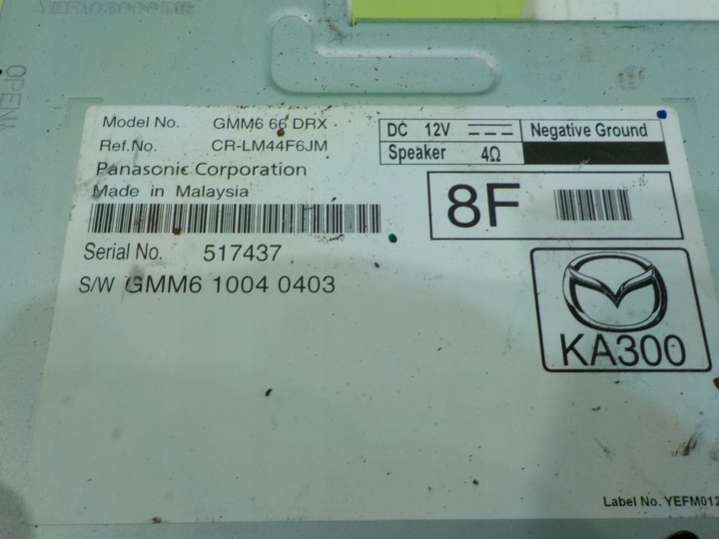 OPEN
Model No. GMM6 66 DRX
Ref.No. CR-LM44F6JM
Panasonic Corporation
Made in Malaysia
Serial No. 517437
S/W GMM6 1004 0403
DC 12V Negative Ground
Speaker 4Ω
8F
KA300
Label No. YEFM012